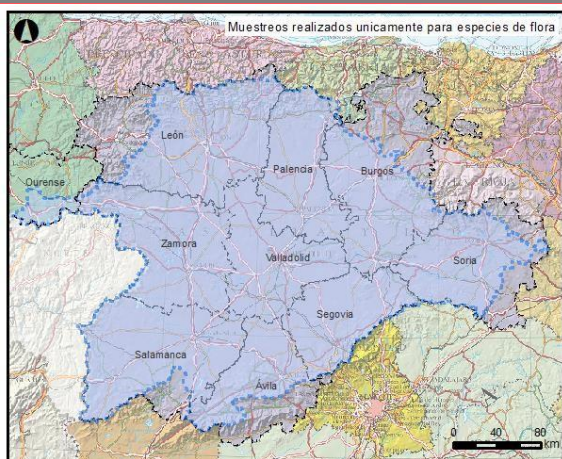 Muestreos realizados unicamente para especies de flora
León
Palencia
Burgos
Ourense
Zamora
Valladolid
Soria
Segovia
Salamanca
Ávila
0 40 80
km